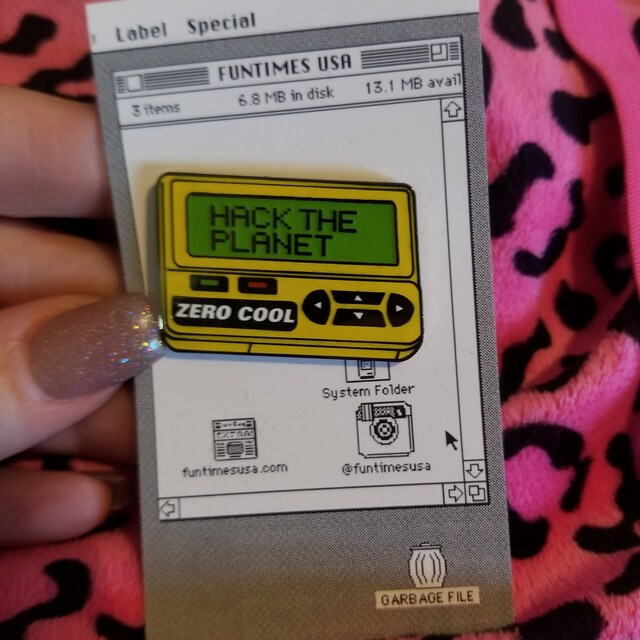 Label Special
FUNTIMES USA
3 items 6.8 MB in disk 13.1 MB avail
HACK THE
PLANET
ZERO COOL
System Folder
EXTRA
funtimesusa.com @funtimesusa
GARBAGE FILE